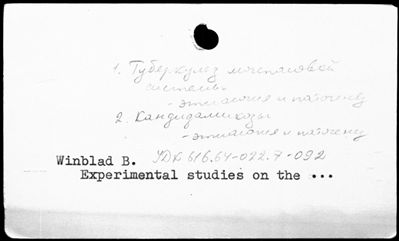 1. Туберкулез мочеполовой
системы
- этиология и патогенез
2. Кандидамикозы
- этиология и патогенез
УДК 616.64-022.7-092
Winblad B.
Experimental studies on the ...